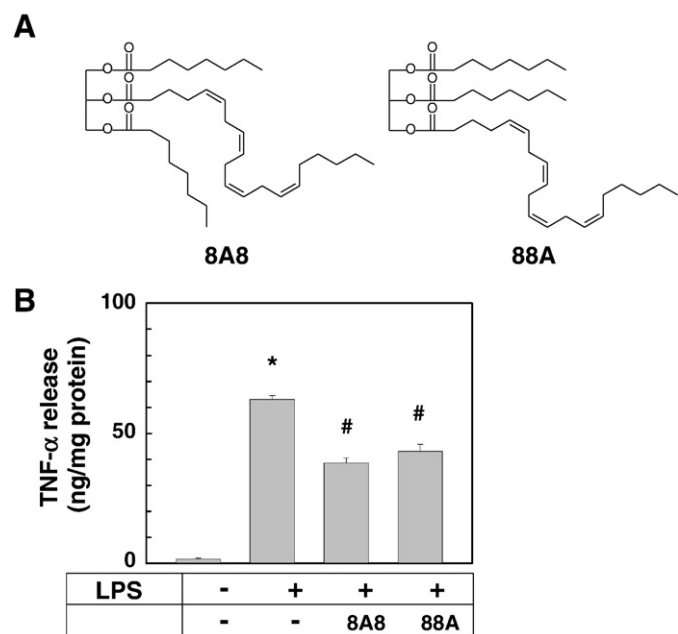 A
O
O
O
O
O
O
8A8
O
O
O
O
O
O
88A
B
TNF-α release
(ng/mg protein)
100
50
0
*
#
#
LPS - + + +
- - 8A8 88A